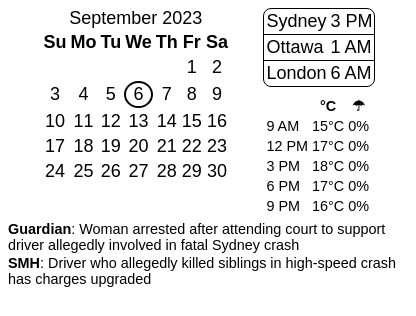 September 2023
Su Mo Tu We Th Fr Sa
1 2
3 4 5 6 7 8 9
10 11 12 13 14 15 16
17 18 19 20 21 22 23
24 25 26 27 28 29 30
Sydney 3 PM
Ottawa 1 AM
London 6 AM
°C ☂
9 AM 15°C 0%
12 PM 17°C 0%
3 PM 18°C 0%
6 PM 17°C 0%
9 PM 16°C 0%
Guardian: Woman arrested after attending court to support
driver allegedly involved in fatal Sydney crash
SMH: Driver who allegedly killed siblings in high-speed crash
has charges upgraded